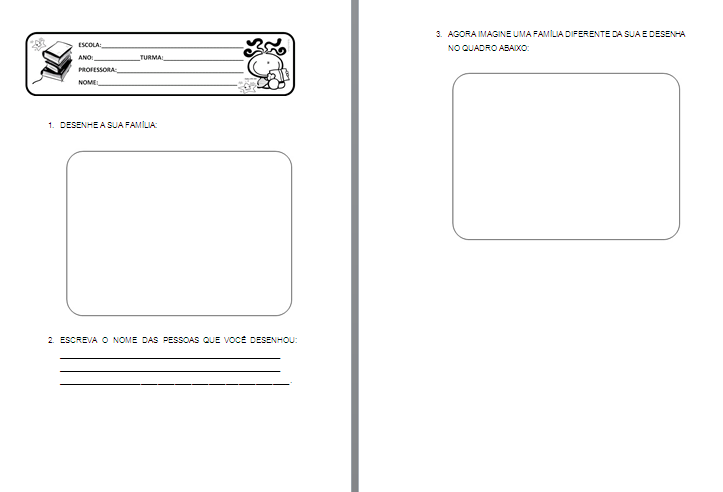 ESCOLA:
ANO: TURMA:
PROFESSORA:
NOME:
1. DESENHE A SUA FAMÍLIA:
2. ESCREVA O NOME DAS PESSOAS QUE VOCÊ DESENHOU:
3. AGORA IMAGINE UMA FAMÍLIA DIFERENTE DA SUA E DESENHA
NO QUADRO ABAIXO: